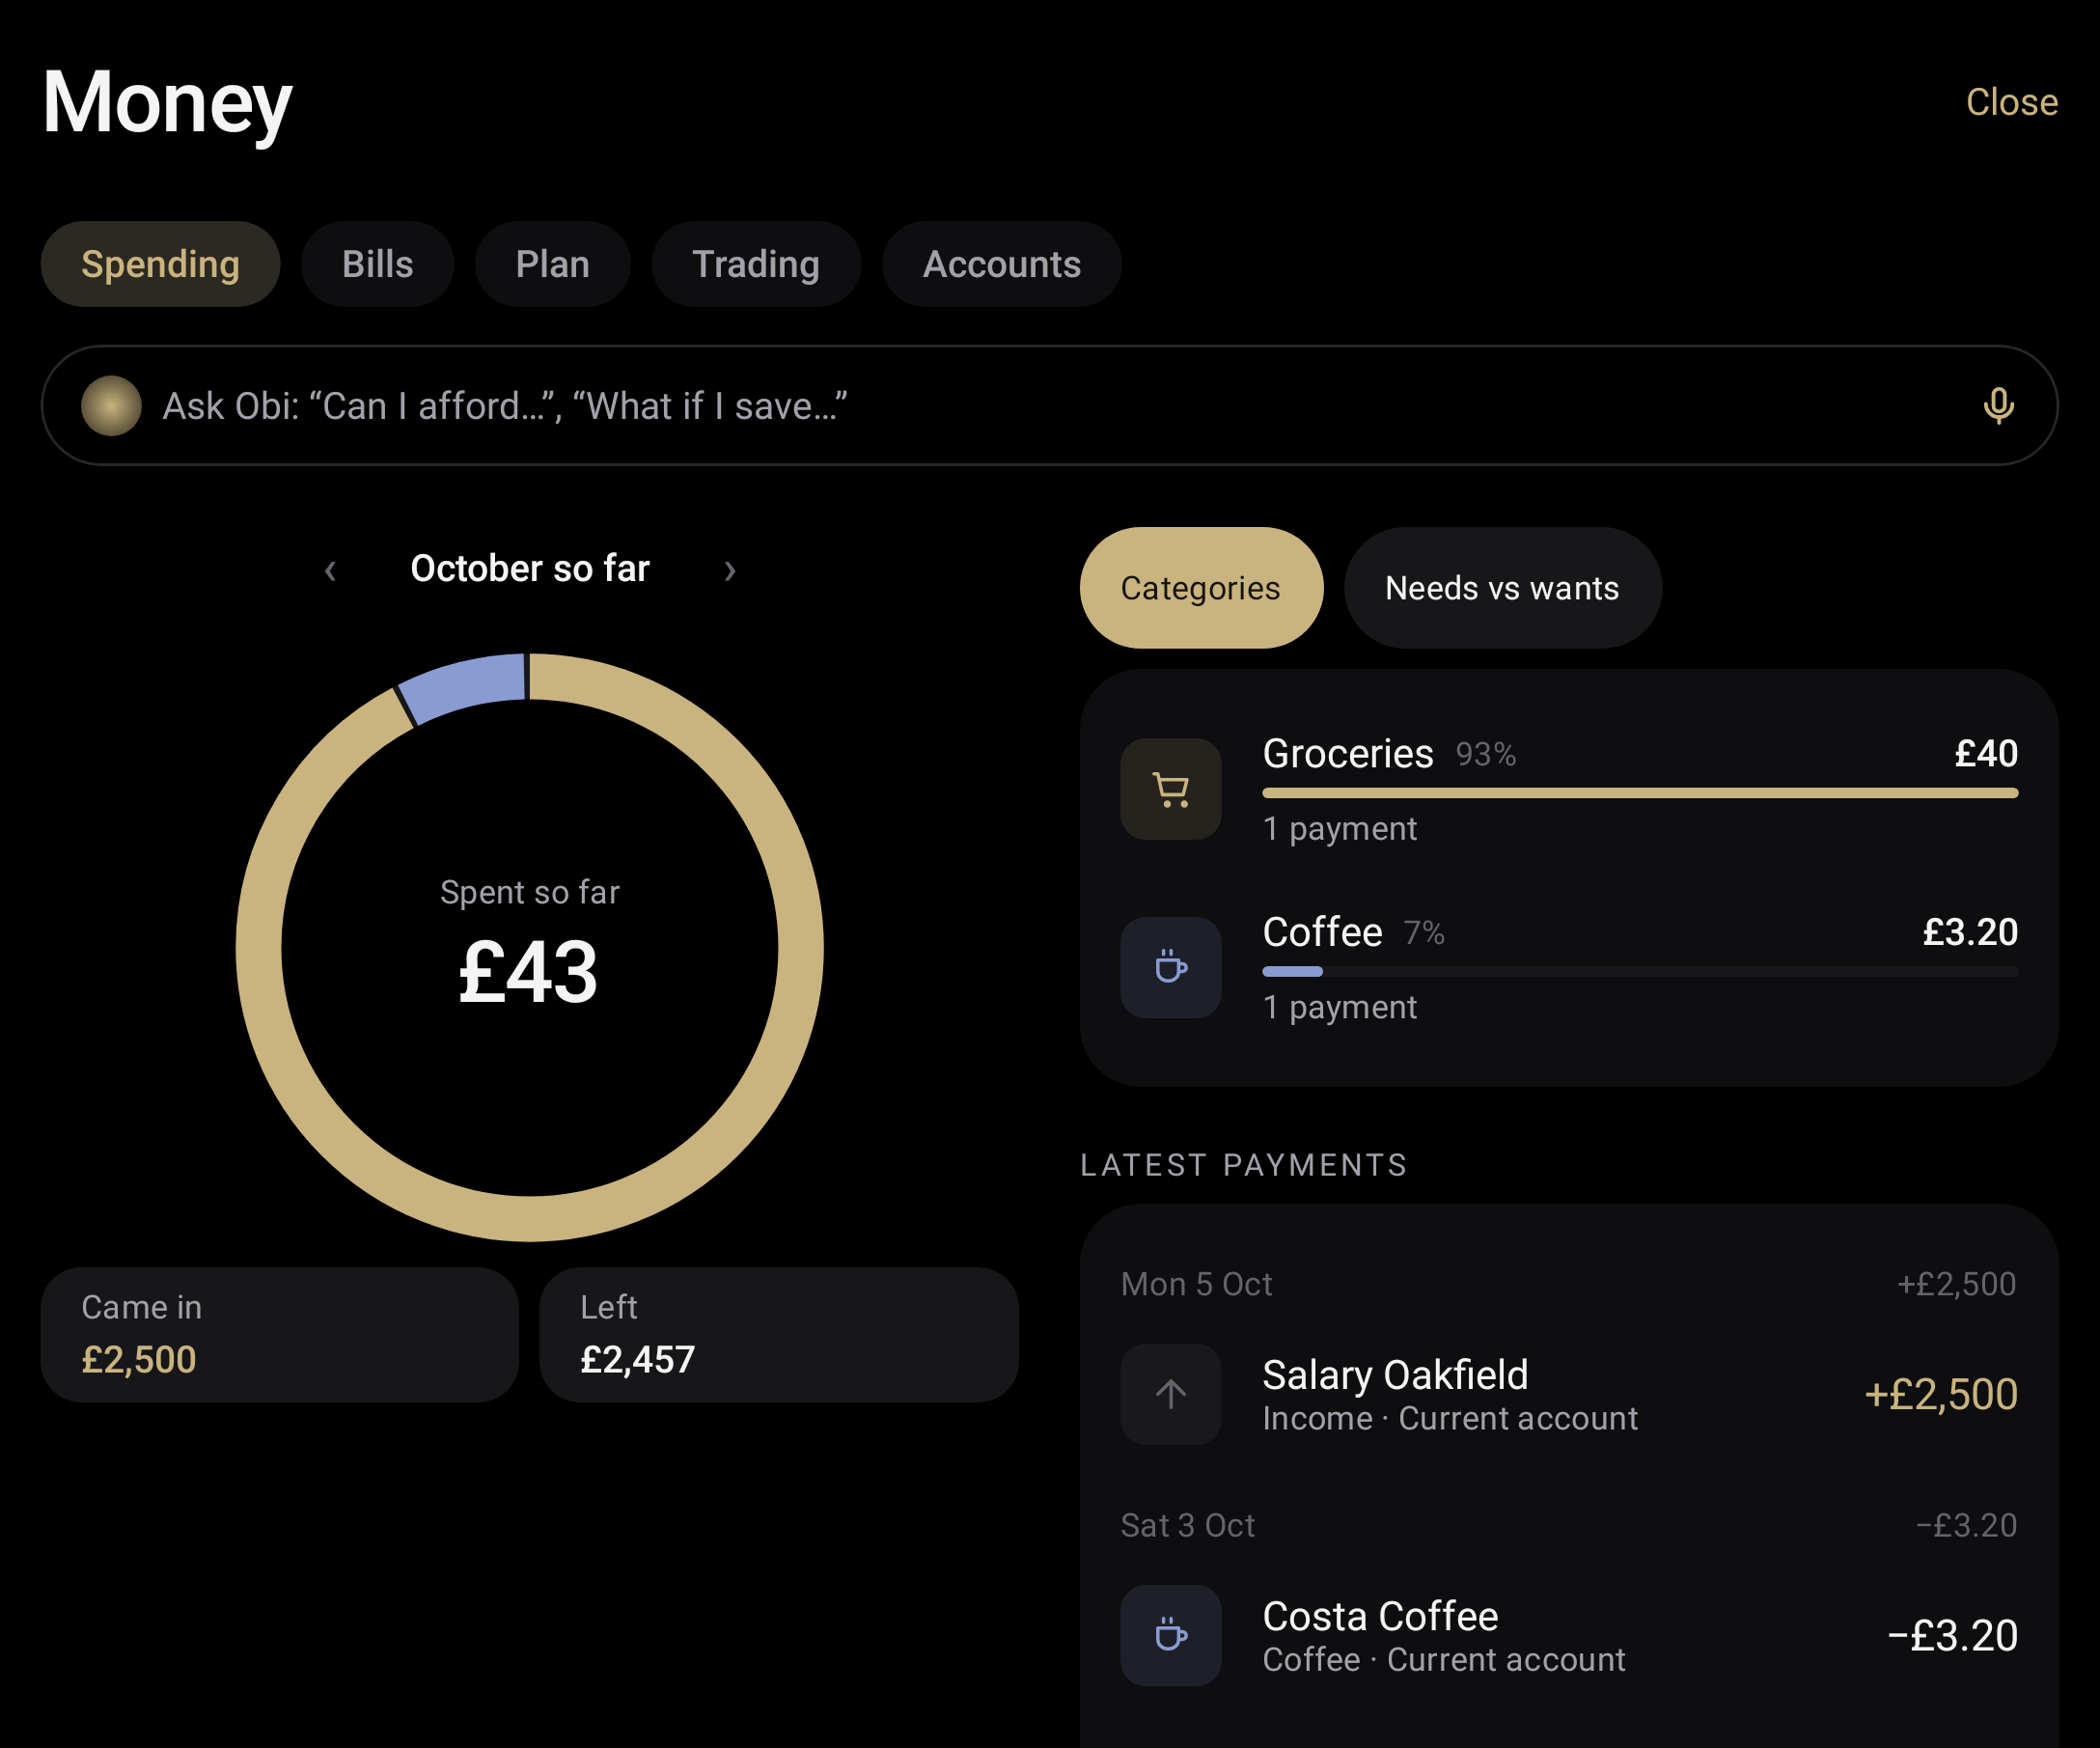 Money
Close
Spending
Bills
Plan
Trading
Accounts
Ask Obi: “Can I afford…”, “What if I save…”
‹ October so far ›
Spent so far
£43
Came in
£2,500
Left
£2,457
Categories
Needs vs wants
Groceries 93% £40
1 payment
Coffee 7% £3.20
1 payment
LATEST PAYMENTS
Mon 5 Oct +£2,500
Salary Oakfield
Income · Current account
+£2,500
Sat 3 Oct −£3.20
Costa Coffee
Coffee · Current account
−£3.20